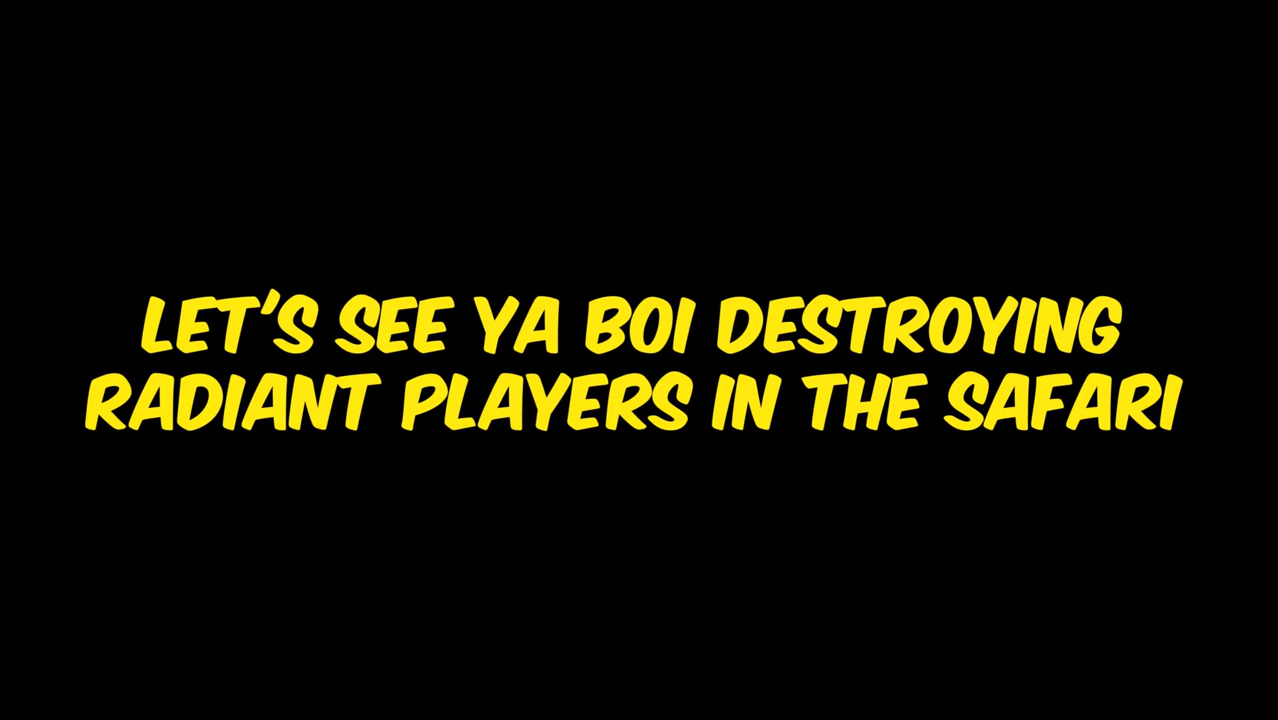 LET'S SEE YA BOI DESTROYING
RADIANT PLAYERS IN THE SAFARI